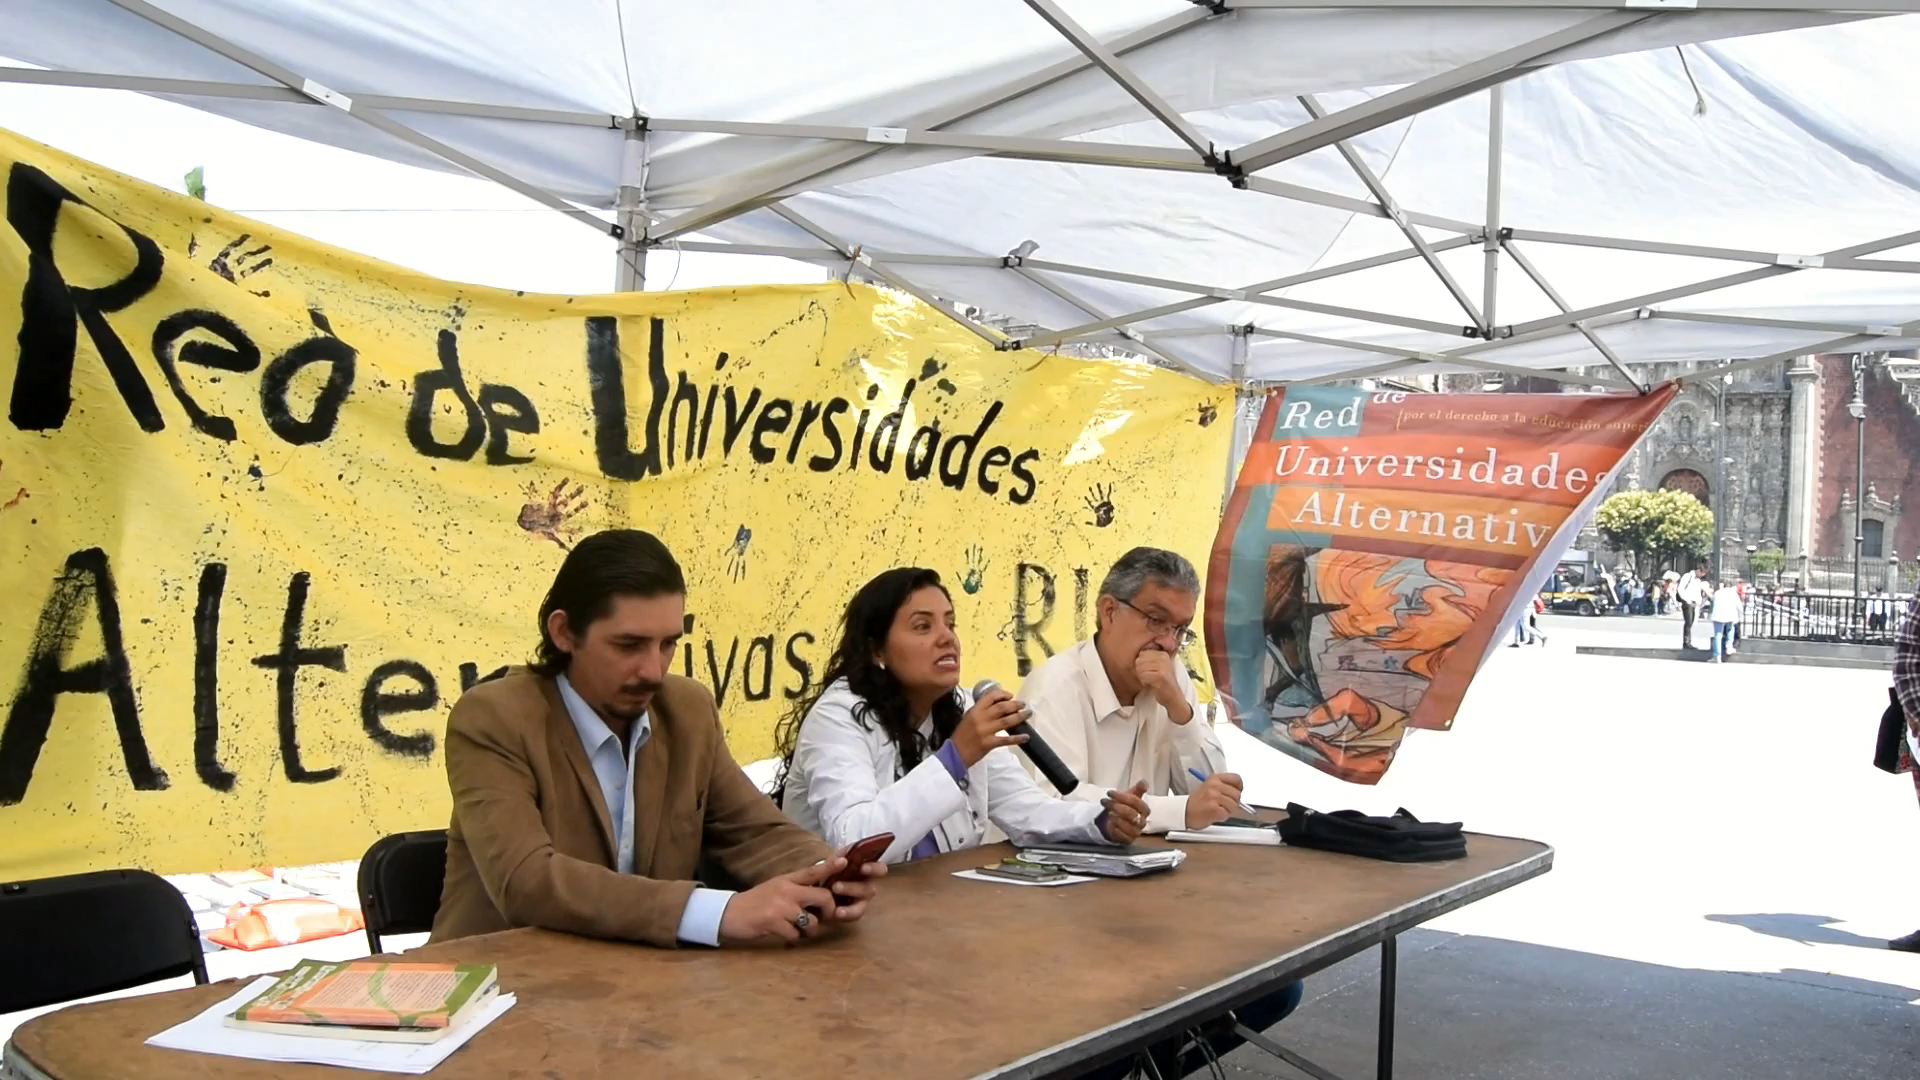 Red de Universidades
Alter ivas
Red de
(por el derecho a la educación super
Universidades
Alternativ